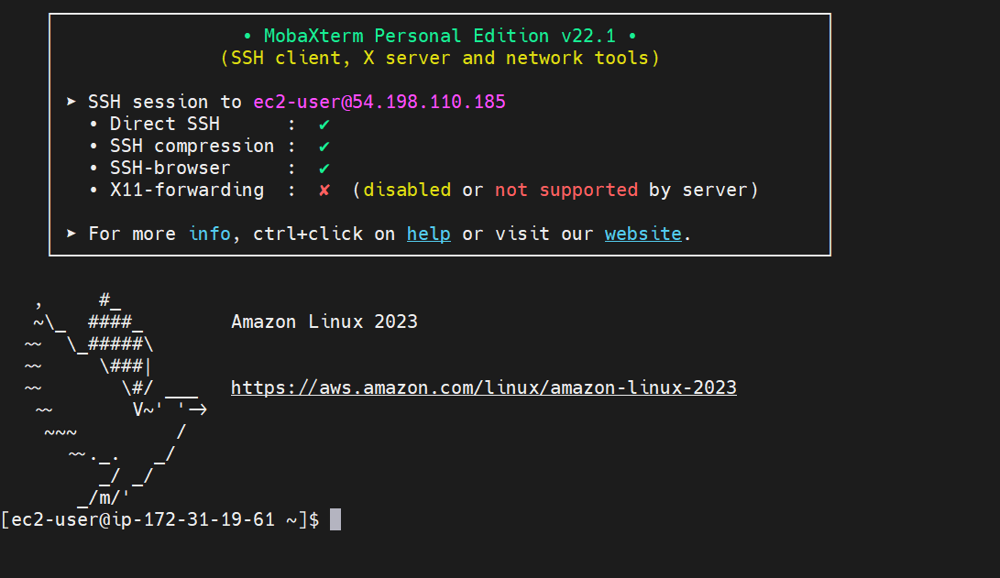 • MobaXterm Personal Edition v22.1 •
(SSH client, X server and network tools)
➤ SSH session to ec2-user@54.198.110.185
• Direct SSH : ✔
• SSH compression : ✔
• SSH-browser : ✔
• X11-forwarding : ✘ (disabled or not supported by server)
➤ For more info, ctrl+click on help or visit our website.
   ,     #_
   ~\_  ####_        Amazon Linux 2023
  ~~  \_#####\
  ~~     \###|
  ~~       \#/ ___   https://aws.amazon.com/linux/amazon-linux-2023
   ~~       V~' '->
    ~~~         /
      ~~._.   _/
         _/ _/
       _/m/'
[ec2-user@ip-172-31-19-61 ~]$